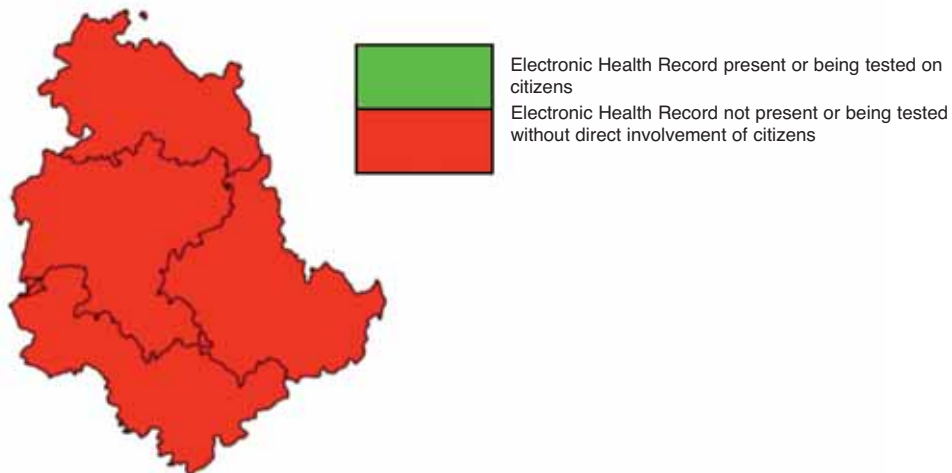 Electronic Health Record present or being tested on
citizens
Electronic Health Record not present or being tested
without direct involvement of citizens